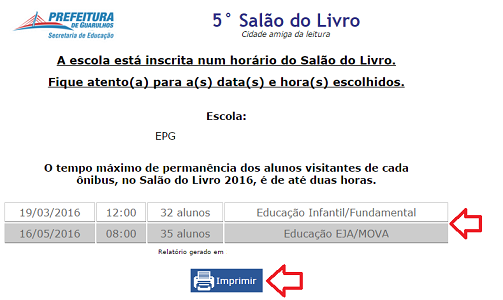 PREFEITURA
DE GUARULHOS
Secretaria de Educação
5° Salão do Livro
Cidade amiga da leitura
A escola está inscrita num horário do Salão do Livro.
Fique atento(a) para a(s) data(s) e hora(s) escolhidos.
Escola:
EPG
O tempo máximo de permanência dos alunos visitantes de cada
ônibus, no Salão do Livro 2016, é de até duas horas.
19/03/2016 12:00 32 alunos Educação Infantil/Fundamental
16/05/2016 08:00 35 alunos Educação EJA/MOVA
Relatório gerado em
Imprimir